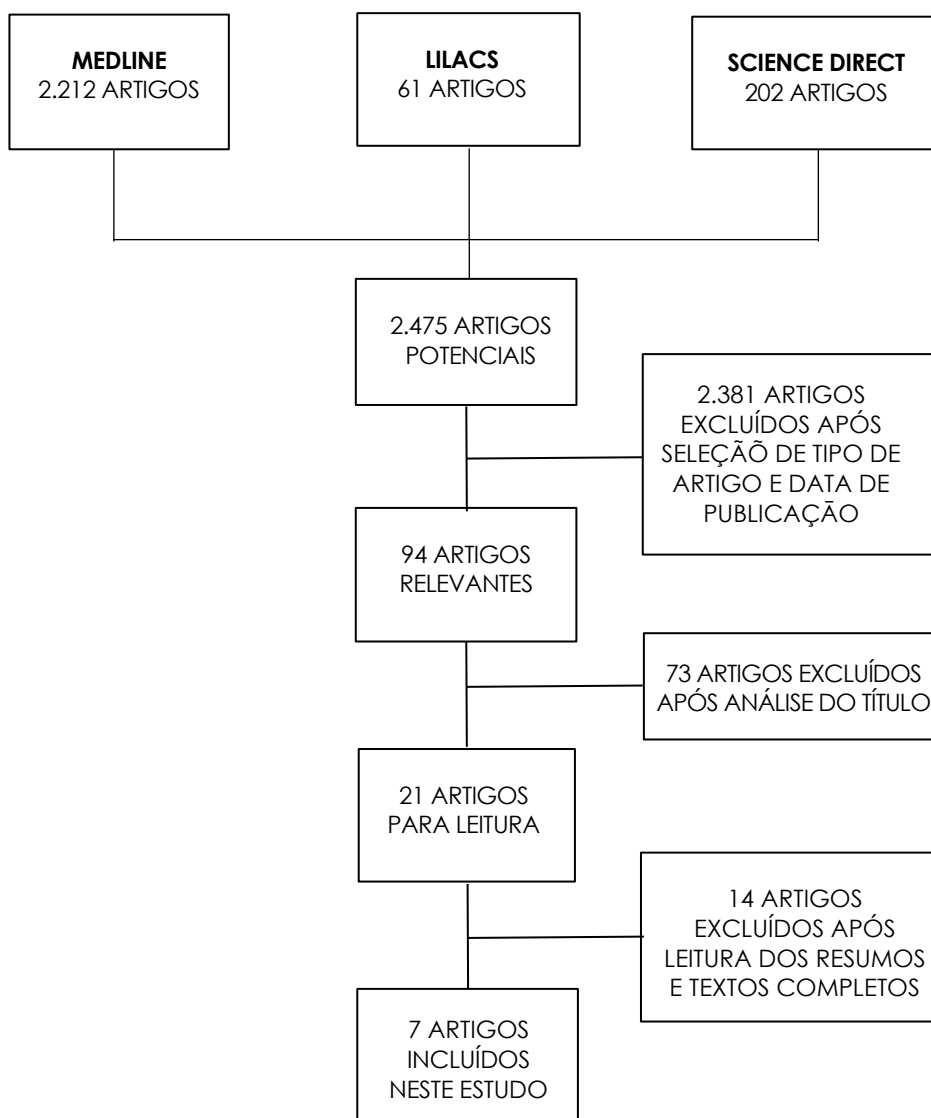 MEDLINE
2.212 ARTIGOS
LILACS
61 ARTIGOS
SCIENCE DIRECT
202 ARTIGOS
2.475 ARTIGOS
POTENCIAIS
2.381 ARTIGOS
EXCLUÍDOS APÓS
SELEÇÃÕ DE TIPO DE
ARTIGO E DATA DE
PUBLICAÇÃO
94 ARTIGOS
RELEVANTES
73 ARTIGOS EXCLUÍDOS
APÓS ANÁLISE DO TÍTULO
21 ARTIGOS
PARA LEITURA
14 ARTIGOS
EXCLUÍDOS APÓS
LEITURA DOS RESUMOS
E TEXTOS COMPLETOS
7 ARTIGOS
INCLUÍDOS
NESTE ESTUDO